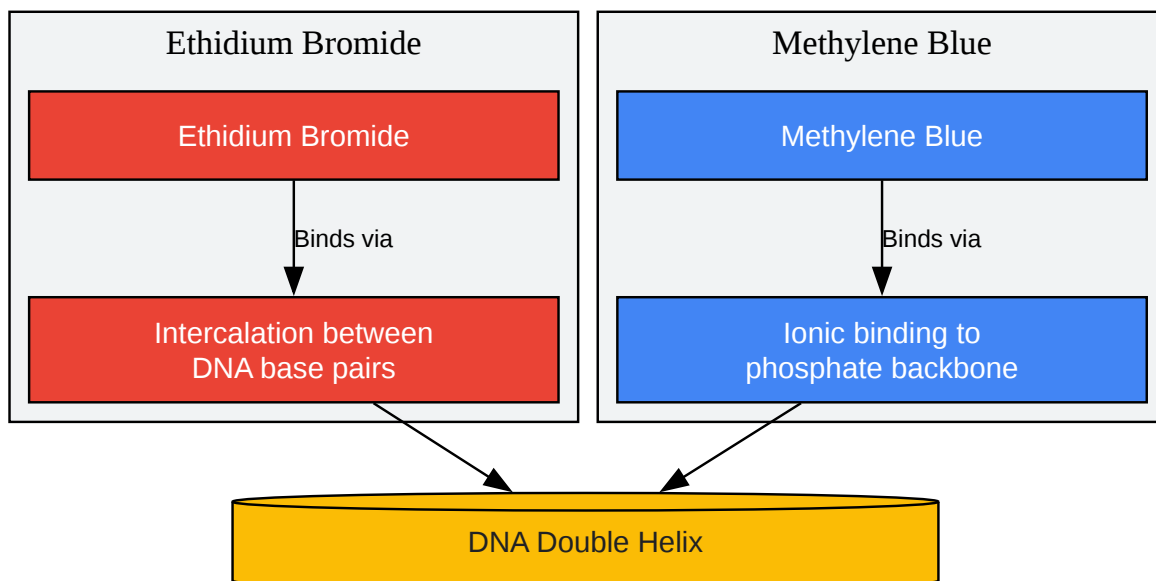 Ethidium Bromide
Ethidium Bromide
Binds via
Intercalation between
DNA base pairs
Methylene Blue
Methylene Blue
Binds via
Ionic binding to
phosphate backbone
DNA Double Helix